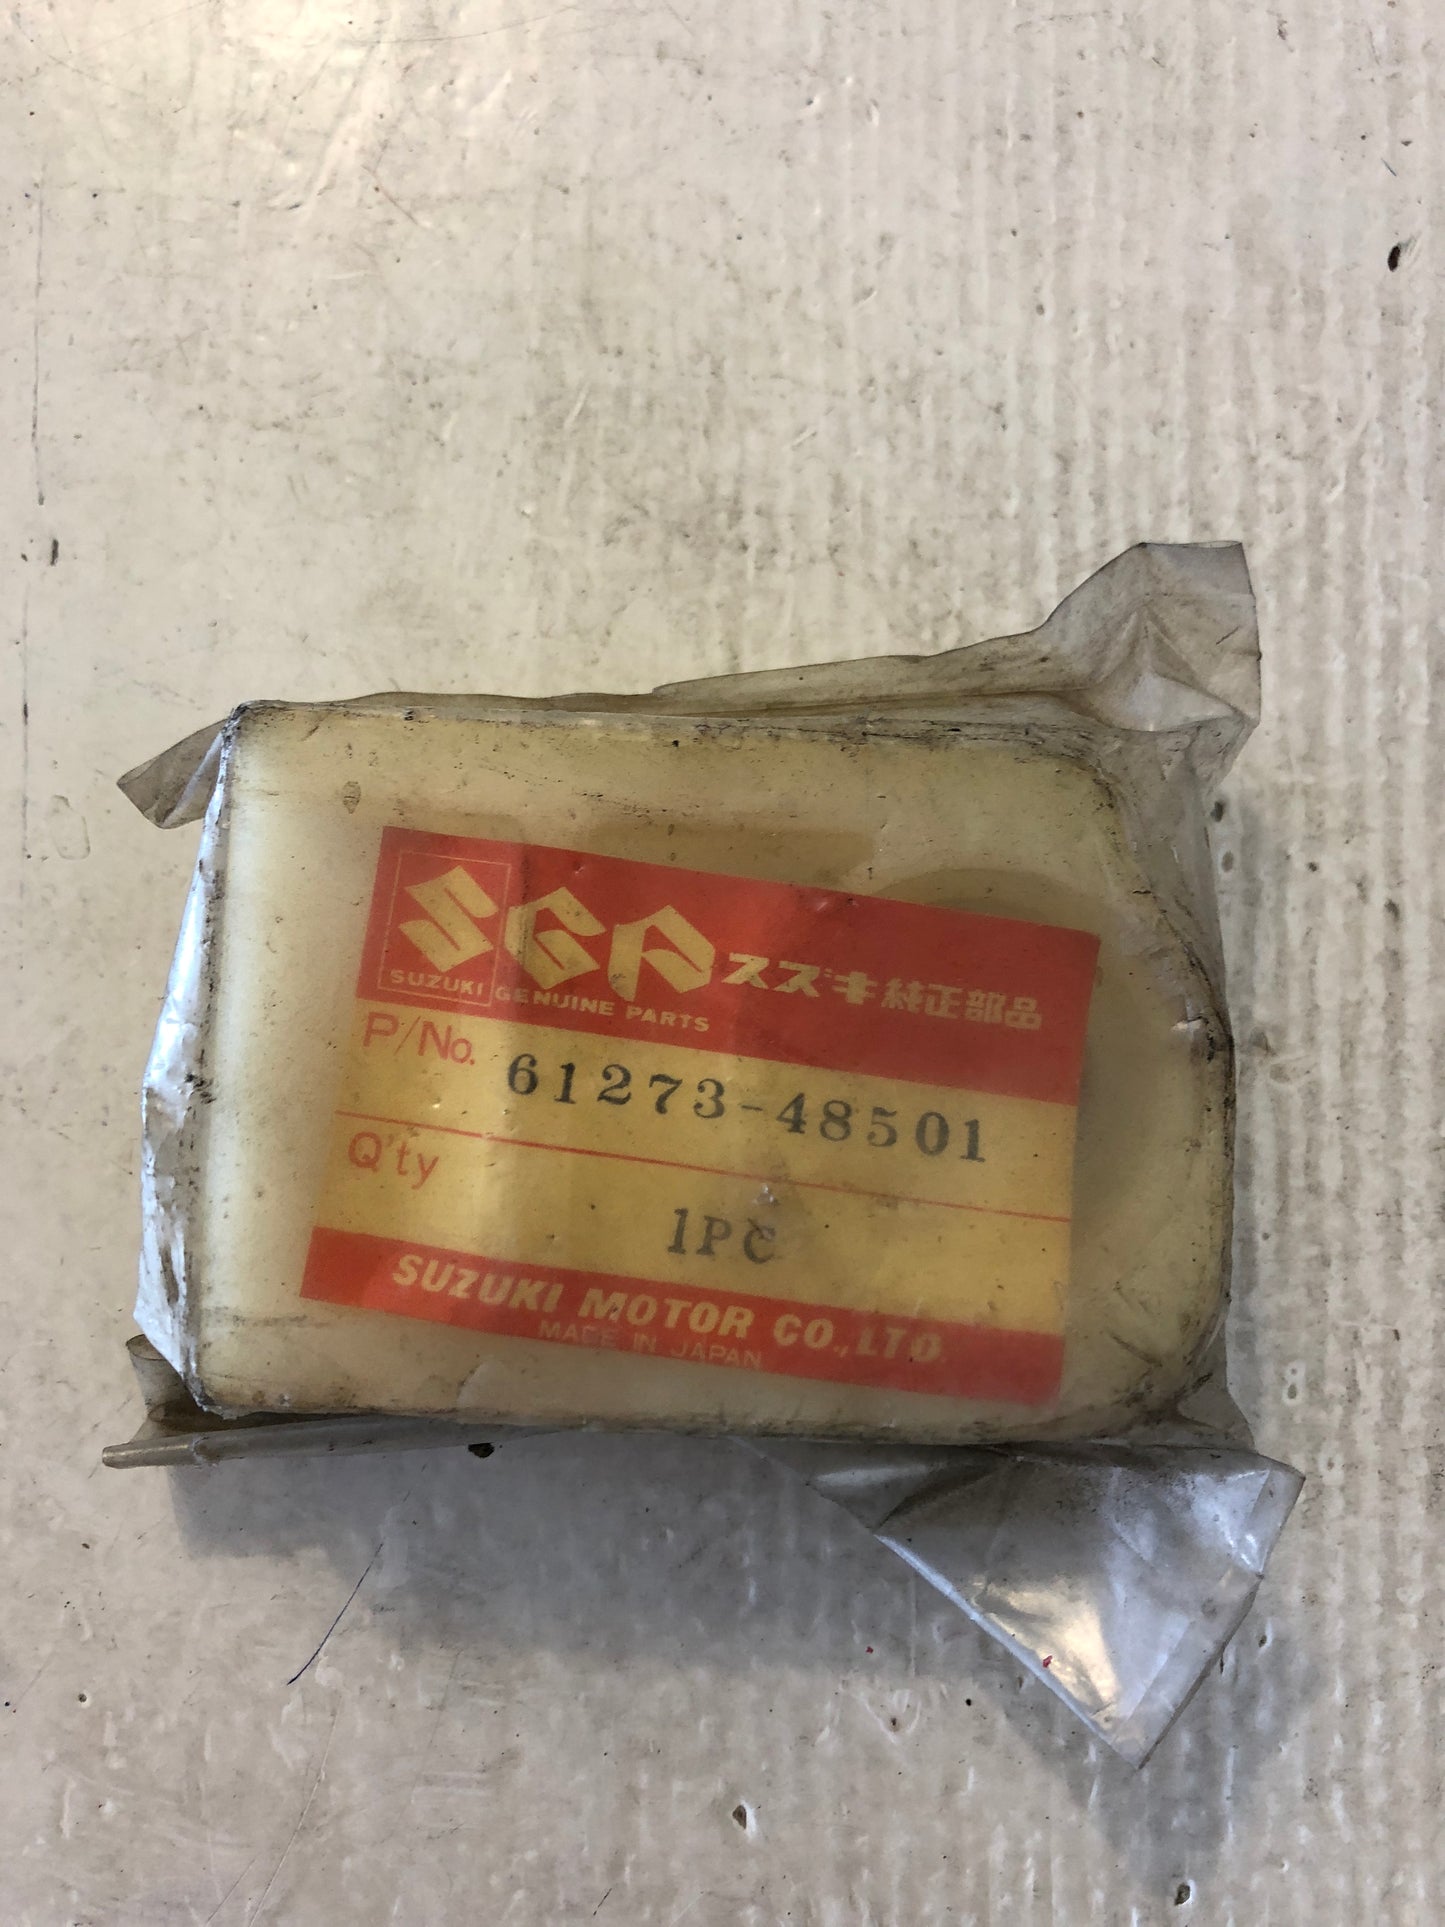 SGP スズキ純正部品
SUZUKI GENUINE PARTS
P/No. 61273-48501
Q'ty 1PC
SUZUKI MOTOR CO.,LTD.
MADE IN JAPAN